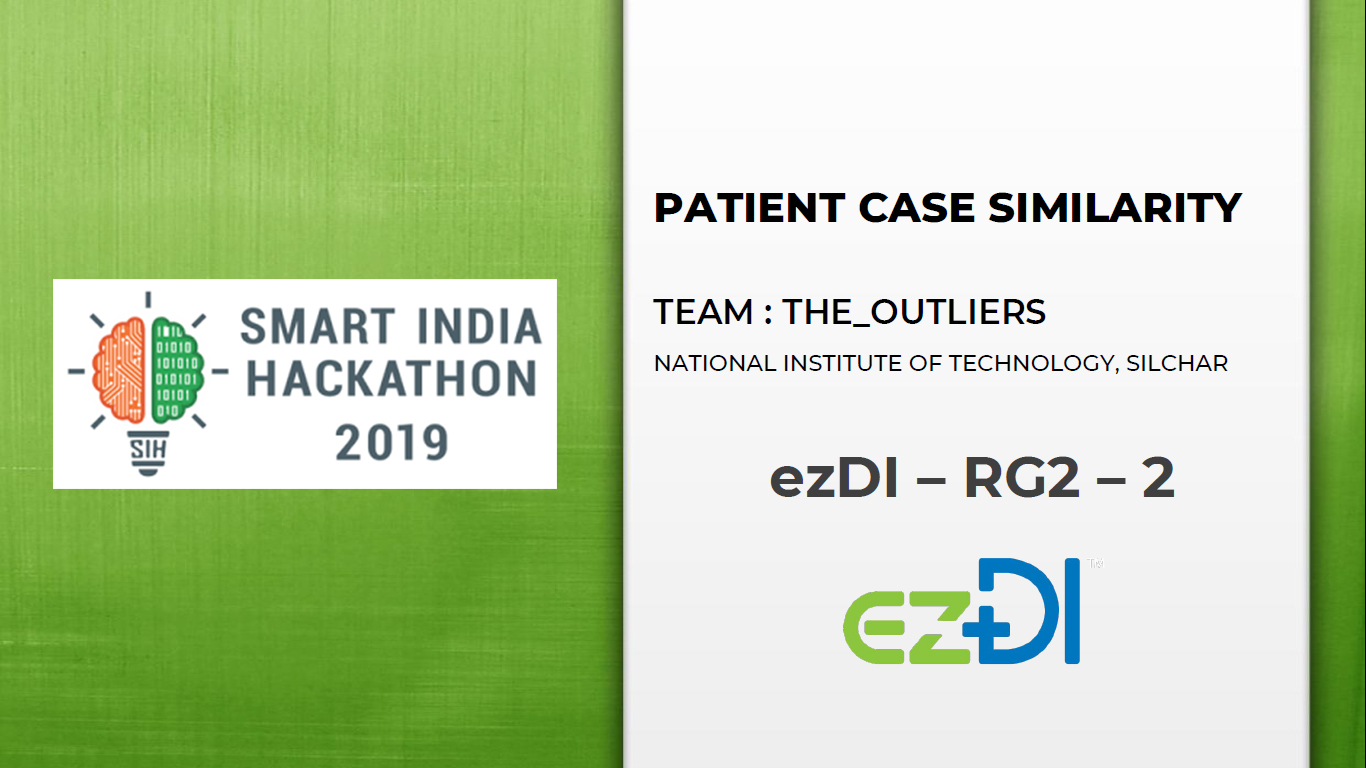 SMART INDIA
HACKATHON
2019
SIH
PATIENT CASE SIMILARITY
TEAM : THE_OUTLIERS
NATIONAL INSTITUTE OF TECHNOLOGY, SILCHAR
ezDI – RG2 – 2
ezDI TM